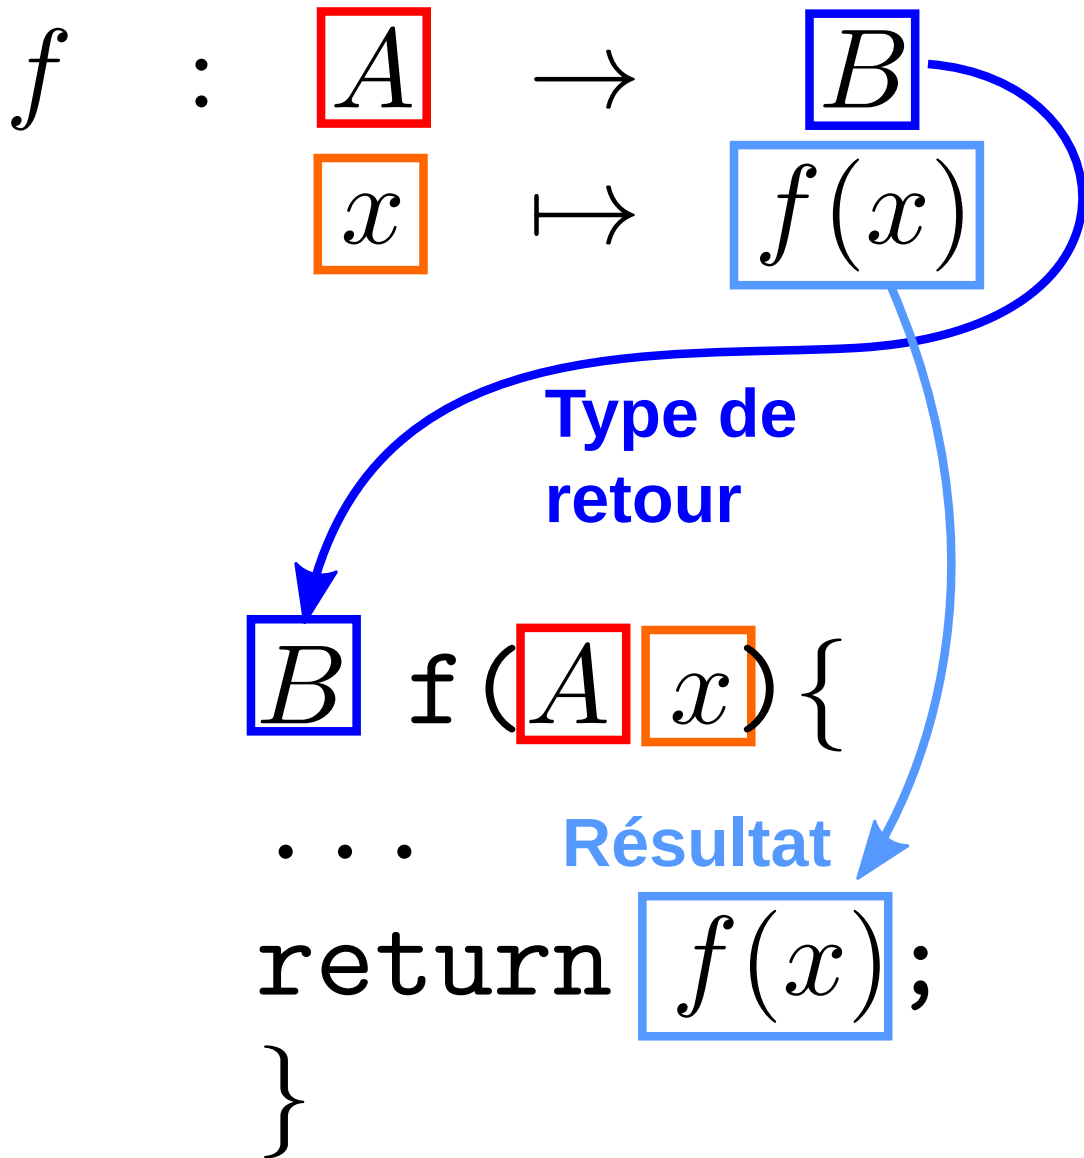 f : A → B
x ↦ f(x)
Type de
retour
B f(A x){
...
Résultat
return f(x);
}